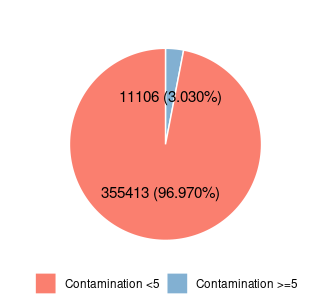 11106 (3.030%)
355413 (96.970%)
Contamination <5
Contamination >=5